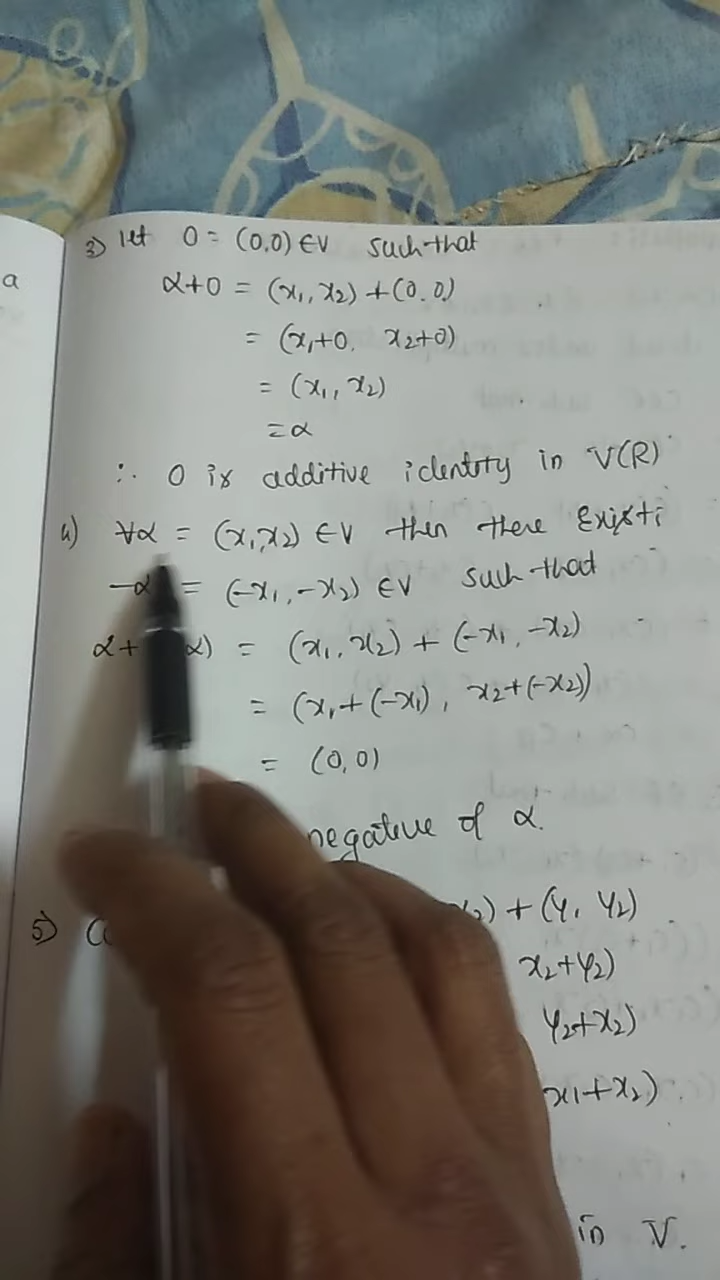 a
3) let 0 = (0,0) ∈V such that
α+0 = (x₁, x₂) + (0,0)
= (x₁+0, x₂+0)
= (x₁, x₂)
= α
∴ 0 is additive identity in V(R)
4) ∀α = (x₁,x₂) ∈V then there Exists
-α = (-x₁, -x₂) ∈V such that
α+ α) = (x₁, x₂) + (-x₁, -x₂)
= (x₁+(-x₁), x₂+(-x₂))
= (0,0)
negative of α.
5) + (y₁ y₂)
x₂+y₂)
y₂+x₂)
x₁+x₂).
in V.